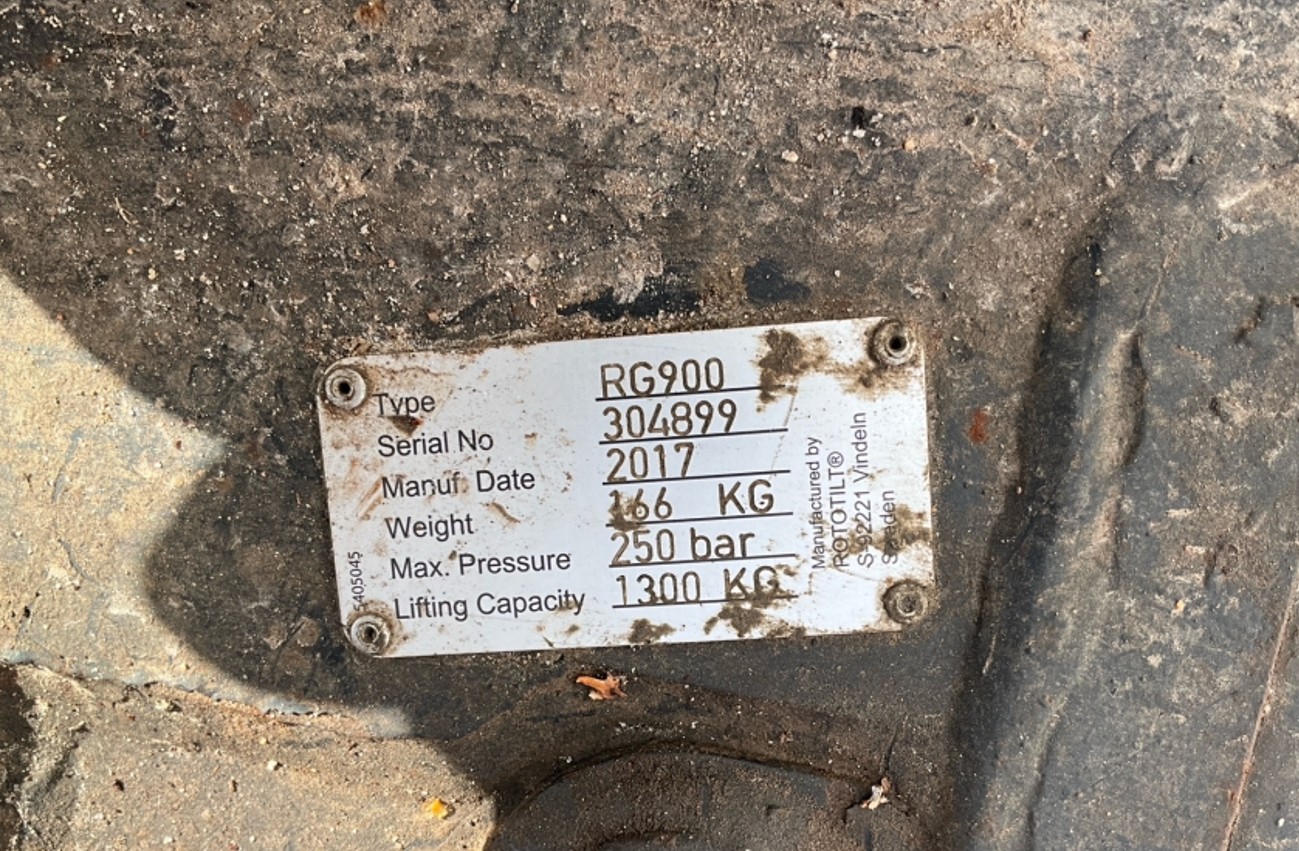 Type RG900
Serial No 304899
Manuf. Date 2017
Weight 166 KG
Max. Pressure 250 bar
Lifting Capacity 1300 KG
Manufactured by
ROTOTILT®
S-92221 Vindeln
Sweden
5405045